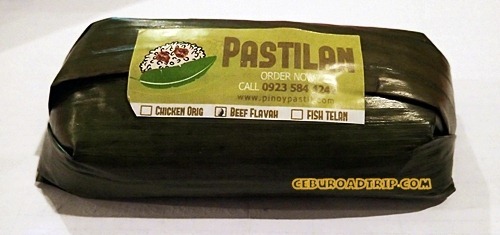 PASTILAN
ORDER NOW
CALL 0923 584 424
www.pinoypastil.com
CHICKEN ORIG BEEF FLAVAH FISH TELAN
CEBUROADTRIP.COM